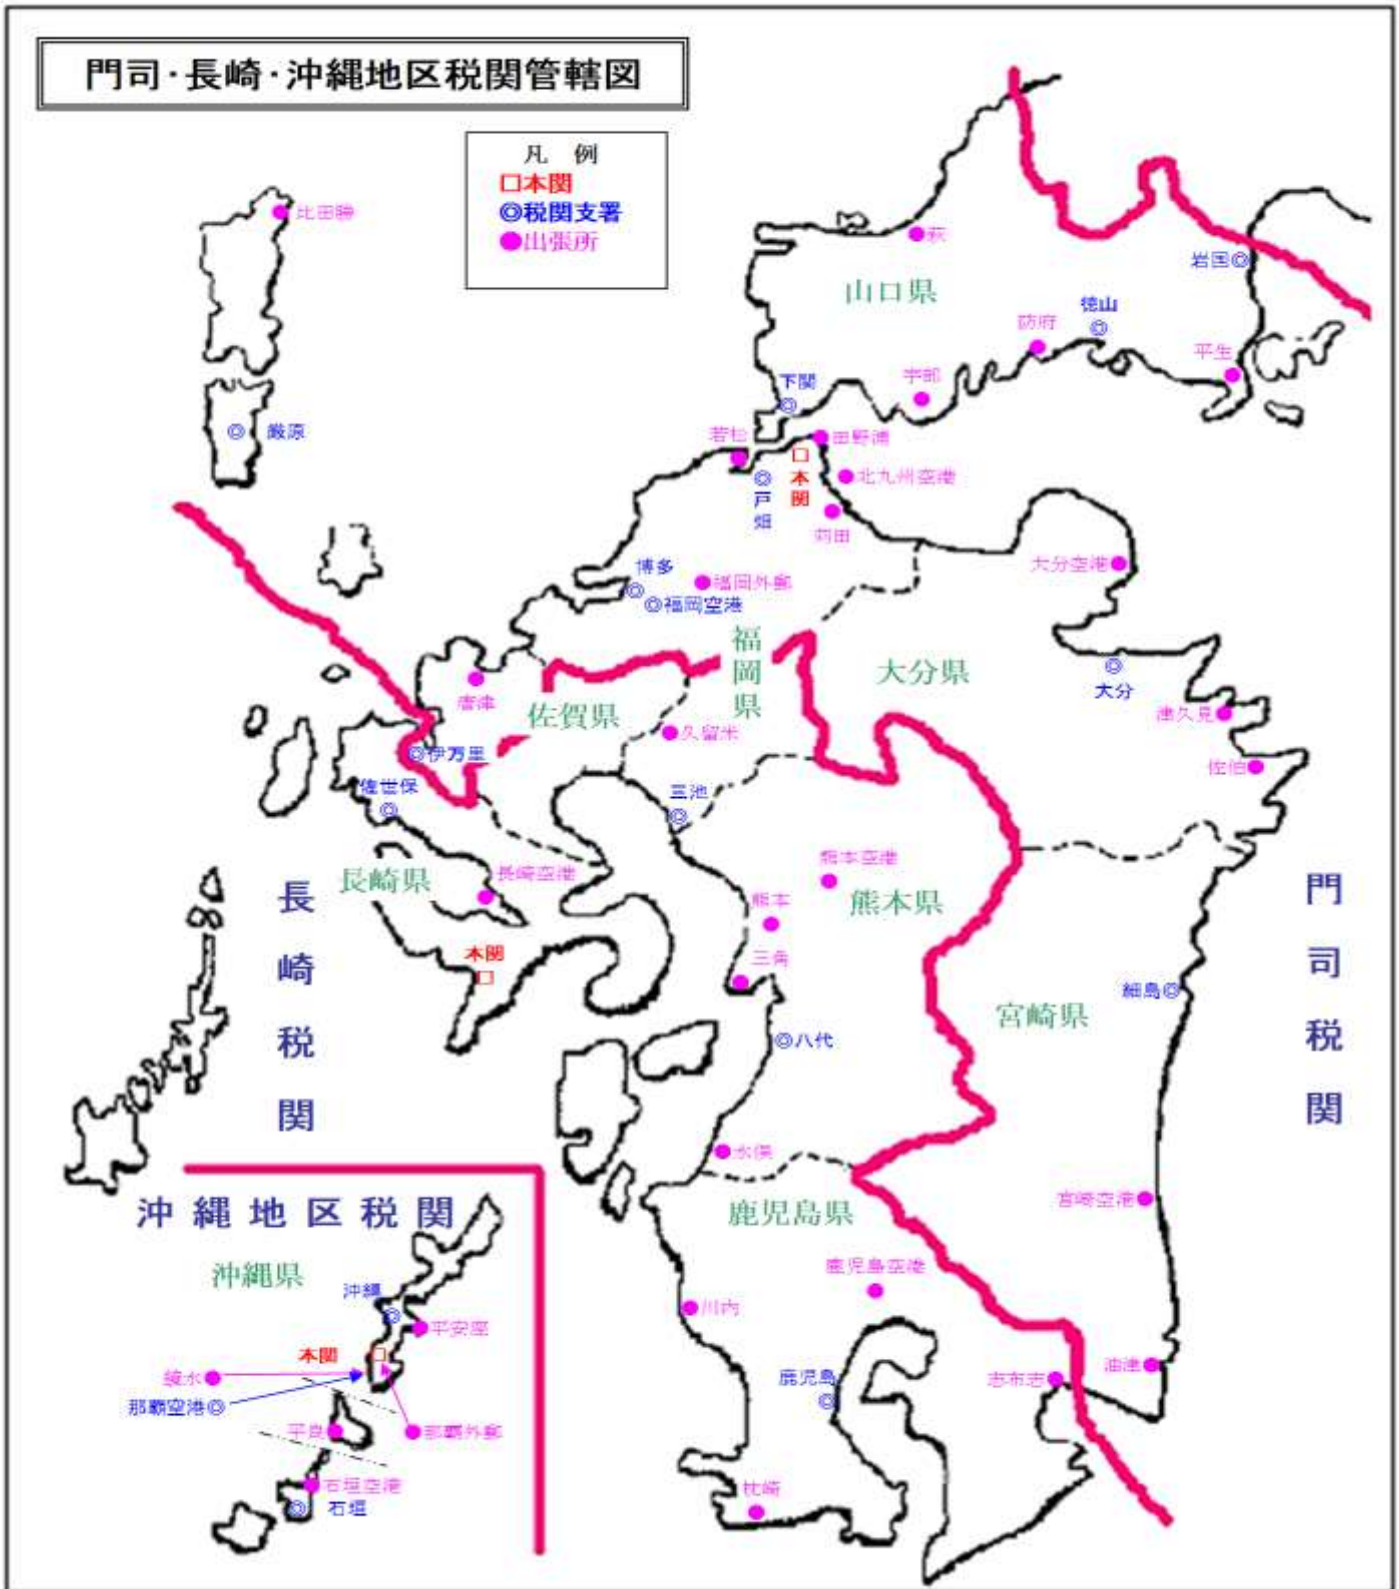 門司･長崎･沖縄地区税関管轄図
凡 例
□本関
◎税関支署
●出張所
比田勝
厳原
萩
山口県
岩国◎
徳山
防府
平生
下関
宇部
若松
田野浦
□本関
戸畑
北九州空港
苅田
大分空港
博多
福岡外郵
◎福岡空港
福岡県
大分県
大分
津久見
佐伯
唐津
佐賀県
久留米
◎伊万里
佐世保
三池
長崎県
長崎空港
熊本空港
熊本県
熊本
三角
本関
長崎税関
門司税関
細島◎
宮崎県
◎八代
水俣
宮崎空港
鹿児島県
鹿児島空港
川内
鹿児島
志布志
油津
枕崎
沖縄地区税関
沖縄県
沖縄
平安座
本関
鏡水
那覇空港◎
平良
那覇外郵
石垣空港
石垣